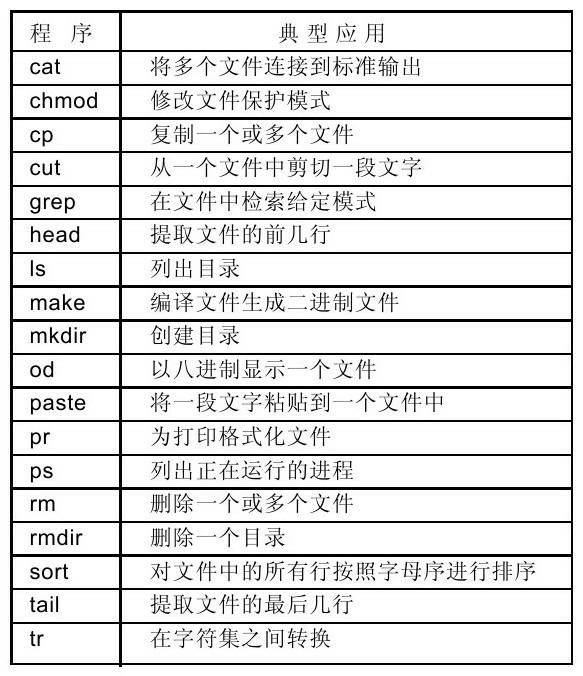 程 序 典型应用
cat 将多个文件连接到标准输出
chmod 修改文件保护模式
cp 复制一个或多个文件
cut 从一个文件中剪切一段文字
grep 在文件中检索给定模式
head 提取文件的前几行
ls 列出目录
make 编译文件生成二进制文件
mkdir 创建目录
od 以八进制显示一个文件
paste 将一段文字粘贴到一个文件中
pr 为打印格式化文件
ps 列出正在运行的进程
rm 删除一个或多个文件
rmdir 删除一个目录
sort 对文件中的所有行按照字母序进行排序
tail 提取文件的最后几行
tr 在字符集之间转换